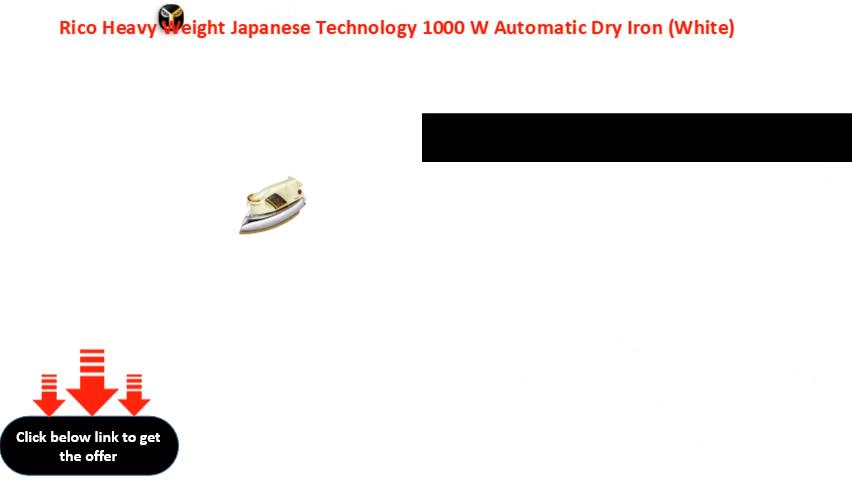 Rico Heavy Weight Japanese Technology 1000 W Automatic Dry Iron (White)
Click below link to get
the offer